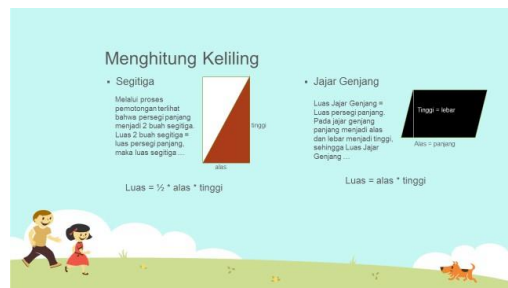 Menghitung Keliling
• Segitiga
Melalui proses
pemotongan terlihat
bahwa persegi panjang
menjadi 2 buah segitiga.
Luas 2 buah segitiga =
luas persegi panjang,
maka luas segitiga....
tinggi
alas
Luas = ½ * alas * tinggi
• Jajar Genjang
Luas Jajar Genjang =
Luas persegi panjang.
Pada jajar genjang
panjang menjadi alas
dan lebar menjadi tinggi,
sehingga Luas Jajar
Genjang ...
Tinggi = lebar
Alas = panjang
Luas = alas * tinggi